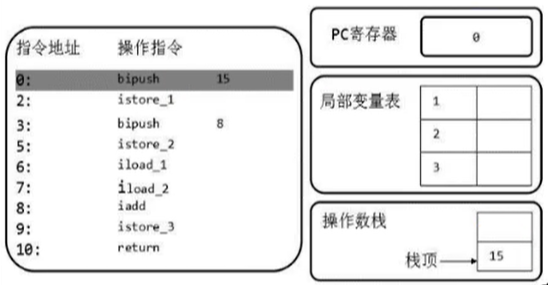 指令地址 操作指令
0: bipush 15
2: istore_1
3: bipush 8
5: istore_2
6: iload_1
7: iload_2
8: iadd
9: istore_3
10: return
PC寄存器 0
局部变量表
1
2
3
操作数栈
栈顶 15